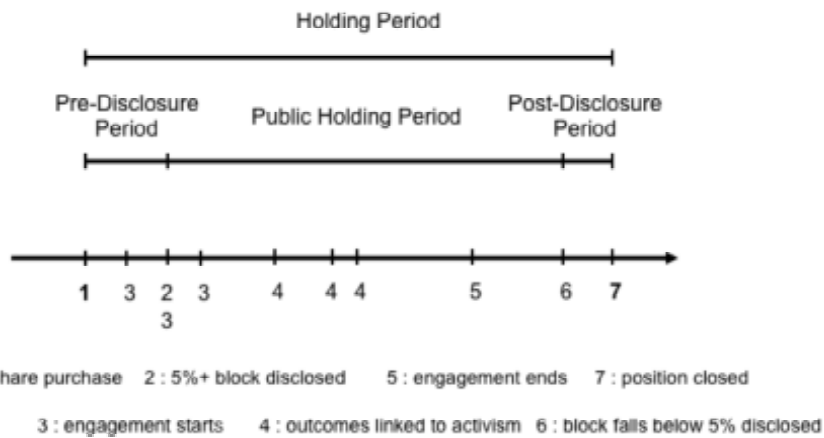 Holding Period
Pre-Disclosure Period
Public Holding Period
Post-Disclosure Period
1 3 2 3 4 4 4 5 6 7
3
hare purchase 2 : 5%+ block disclosed 5 : engagement ends 7 : position closed
3 : engagement starts 4 : outcomes linked to activism 6 : block falls below 5% disclosed